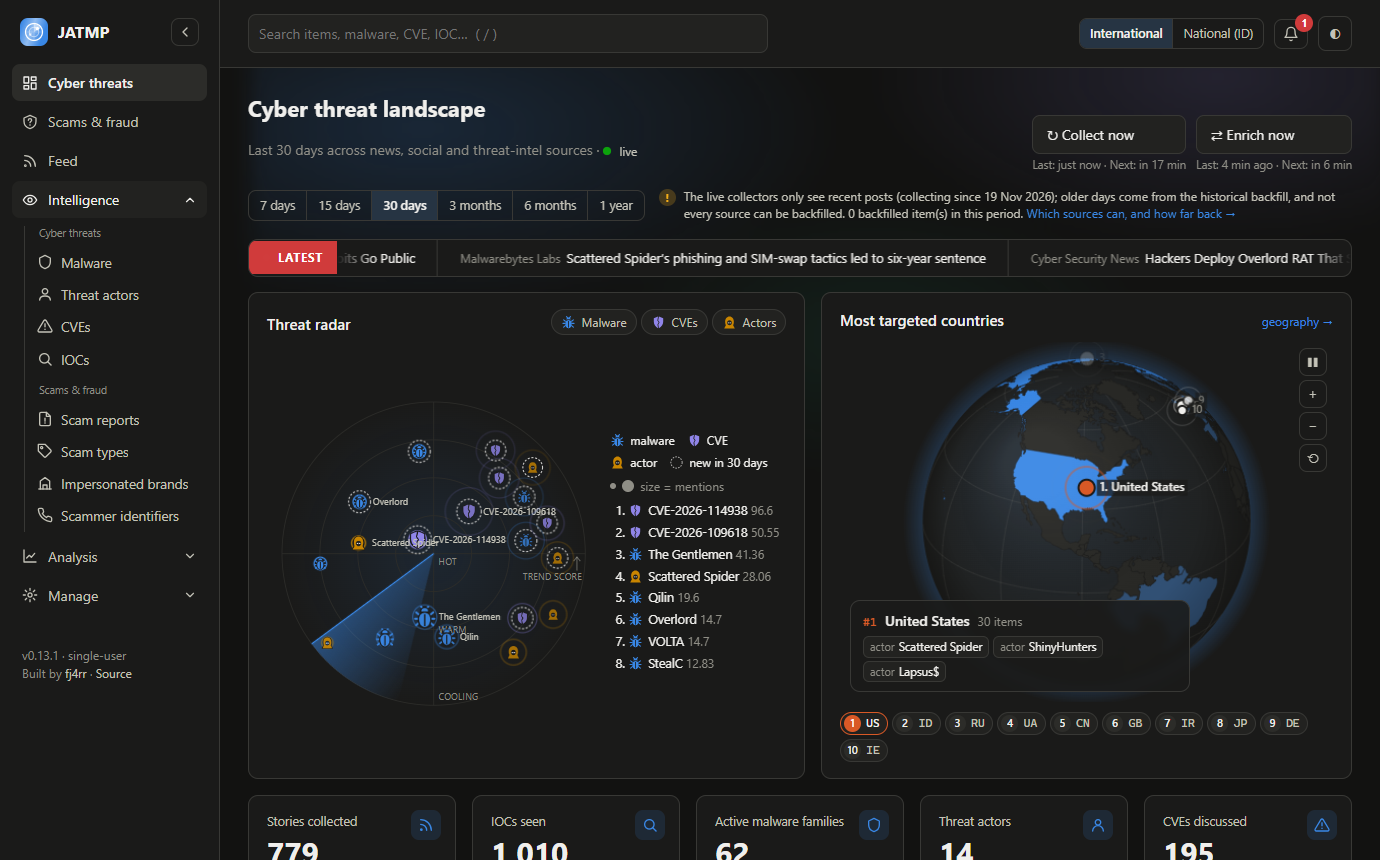 JATMP
Search items, malware, CVE, IOC... ( / )
International
National (ID)
1
Cyber threats
Scams & fraud
Feed
Intelligence
Cyber threats
Malware
Threat actors
CVEs
IOCs
Scams & fraud
Scam reports
Scam types
Impersonated brands
Scammer identifiers
Analysis
Manage
v0.13.1 · single-user
Built by fj4rr · Source
Cyber threat landscape
Last 30 days across news, social and threat-intel sources · live
↻ Collect now
⇄ Enrich now
Last: just now · Next: in 17 min
Last: 4 min ago · Next: in 6 min
7 days
15 days
30 days
3 months
6 months
1 year
! The live collectors only see recent posts (collecting since 19 Nov 2026); older days come from the historical backfill, and not
every source can be backfilled. 0 backfilled item(s) in this period. Which sources can, and how far back →
LATEST
Go Public
Malwarebytes Labs Scattered Spider's phishing and SIM-swap tactics led to six-year sentence
Cyber Security News Hackers Deploy Overlord RAT That
Threat radar
Malware
CVEs
Actors
Overlord
CVE-2026-109618
Scattered Spider
CVE-2026-114938
HOT
TREND SCORE
The Gentlemen
WARM
Qilin
COOLING
malware
CVE
actor
new in 30 days
size = mentions
1. CVE-2026-114938 96.6
2. CVE-2026-109618 50.55
3. The Gentlemen 41.36
4. Scattered Spider 28.06
5. Qilin 19.6
6. Overlord 14.7
7. VOLTA 14.7
8. StealC 12.83
Most targeted countries
geography →
9
10
1. United States
#1 United States 30 items
actor Scattered Spider
actor ShinyHunters
actor Lapsus$
1 US
2 ID
3 RU
4 UA
5 CN
6 GB
7 IR
8 JP
9 DE
10 IE
Stories collected
779
IOCs seen
1,010
Active malware families
62
Threat actors
14
CVEs discussed
195